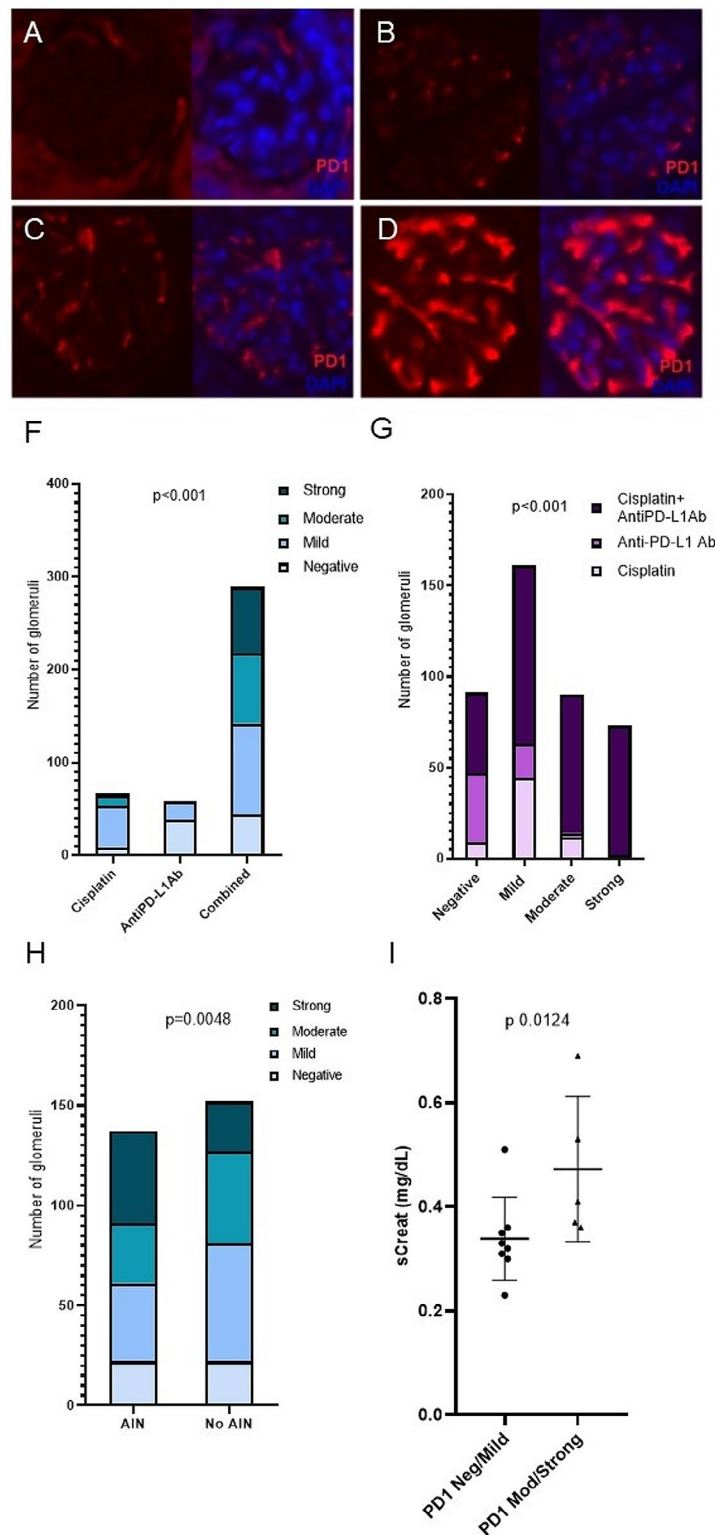 A
PD1
DAPI
B
PD1
DAPI
C
PD1
DAPI
D
PD1
DAPI
F
Number of glomeruli
400
300
200
100
0
p<0.001
Strong
Moderate
Mild
Negative
Cisplatin
AntiPD-L1Ab
Combined
G
Number of glomeruli
200
150
100
50
0
p<0.001
Cisplatin+
AntiPD-L1Ab
Anti-PD-L1 Ab
Cisplatin
Negative
Mild
Moderate
Strong
H
Number of glomeruli
200
150
100
50
0
p=0.0048
Strong
Moderate
Mild
Negative
AIN
No AIN
I
sCreat (mg/dL)
0.8
0.6
0.4
0.2
0.0
p 0.0124
PD1 Neg/Mild
PD1 Mod/Strong